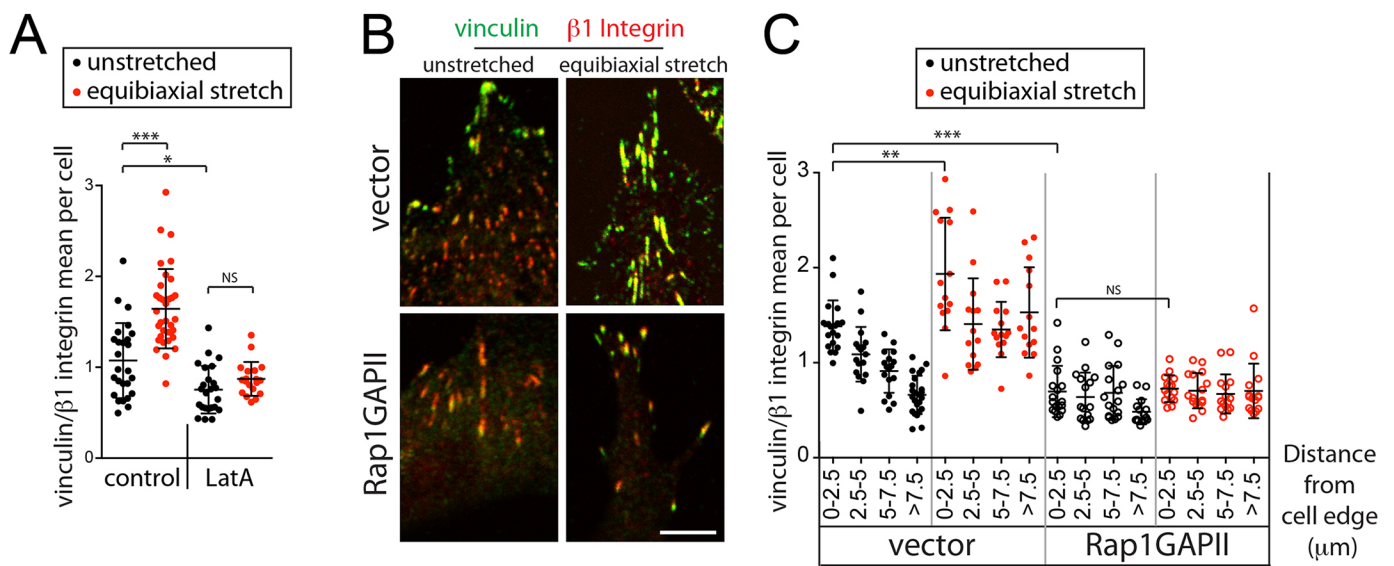 A
unstretched
equibiaxial stretch
***
*
NS
vinculin/β1 integrin mean per cell
3
2
1
0
control
LatA
B
vinculin β1 Integrin
unstretched
equibiaxial stretch
vector
Rap1GAPII
C
unstretched
equibiaxial stretch
***
**
NS
vinculin/β1 integrin mean per cell
3
2
1
0
0-2.5
2.5-5
5-7.5
>7.5
0-2.5
2.5-5
5-7.5
>7.5
0-2.5
2.5-5
5-7.5
>7.5
0-2.5
2.5-5
5-7.5
>7.5
vector
Rap1GAPII
Distance
from
cell edge
(μm)